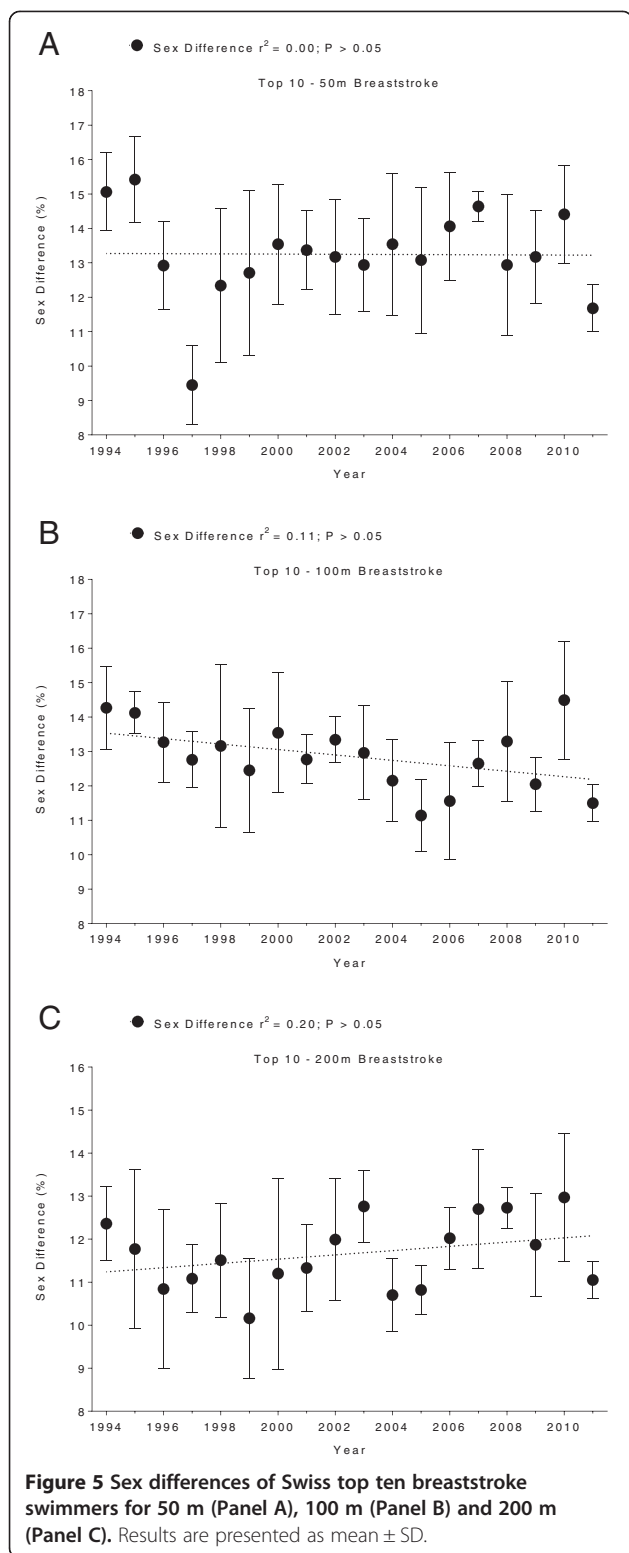 A
Sex Difference r² = 0.00; P > 0.05
Top 10 - 50m Breaststroke
18
17
16
15
14
13
12
11
10
9
8
Sex Difference (%)
1994 1996 1998 2000 2002 2004 2006 2008 2010
Year
B
Sex Difference r² = 0.11; P > 0.05
Top 10 - 100m Breaststroke
18
17
16
15
14
13
12
11
10
9
8
Sex Difference (%)
1994 1996 1998 2000 2002 2004 2006 2008 2010
Year
C
Sex Difference r² = 0.20; P > 0.05
Top 10 - 200m Breaststroke
16
15
14
13
12
11
10
9
8
Sex Difference (%)
1994 1996 1998 2000 2002 2004 2006 2008 2010
Year
Figure 5 Sex differences of Swiss top ten breaststroke
swimmers for 50 m (Panel A), 100 m (Panel B) and 200 m
(Panel C). Results are presented as mean ± SD.